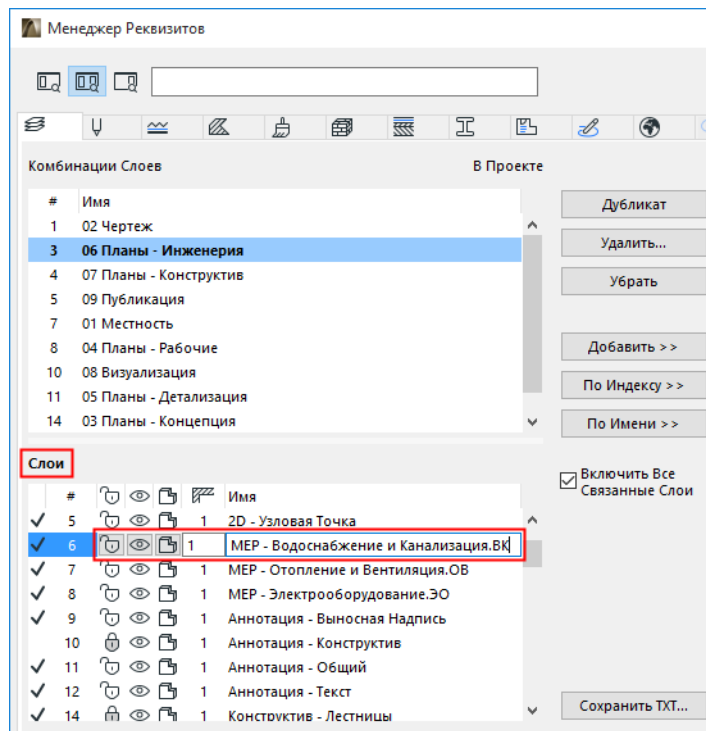 Менеджер Реквизитов
Комбинации Слоев В Проекте
# Имя
1 02 Чертеж
3 06 Планы - Инженерия
4 07 Планы - Конструктив
5 09 Публикация
7 01 Местность
8 04 Планы - Рабочие
10 08 Визуализация
11 05 Планы - Детализация
14 03 Планы - Концепция
Дубликат
Удалить...
Убрать
Добавить >>
По Индексу >>
По Имени >>
Слои
Включить Все
Связанные Слои
# Имя
5 1 2D - Узловая Точка
6 1 МЕР - Водоснабжение и Канализация.ВК
7 1 МЕР - Отопление и Вентиляция.ОВ
8 1 МЕР - Электрооборудование.ЭО
9 1 Аннотация - Выносная Надпись
10 1 Аннотация - Конструктив
11 1 Аннотация - Общий
12 1 Аннотация - Текст
14 1 Конструктив - Лестницы
Сохранить TXT...